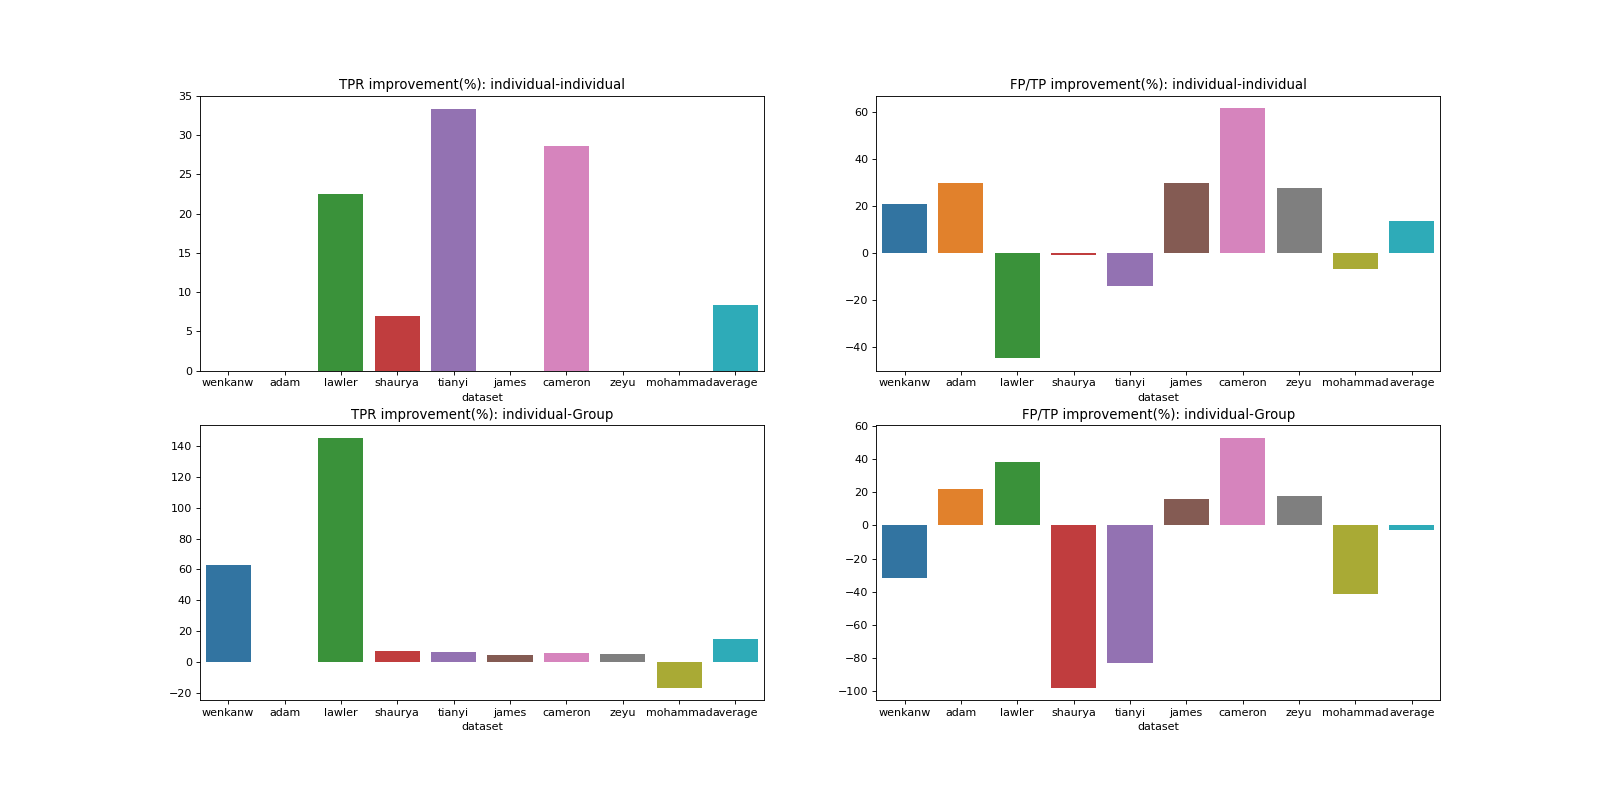 TPR improvement(%): individual-individual
35
30
25
20
15
10
5
0
wenkanw adam lawler shaurya tianyi james cameron zeyu mohammad average
dataset
FP/TP improvement(%): individual-individual
60
40
20
0
−20
−40
wenkanw adam lawler shaurya tianyi james cameron zeyu mohammad average
dataset
TPR improvement(%): individual-Group
140
120
100
80
60
40
20
0
−20
wenkanw adam lawler shaurya tianyi james cameron zeyu mohammad average
dataset
FP/TP improvement(%): individual-Group
60
40
20
0
−20
−40
−60
−80
−100
wenkanw adam lawler shaurya tianyi james cameron zeyu mohammad average
dataset